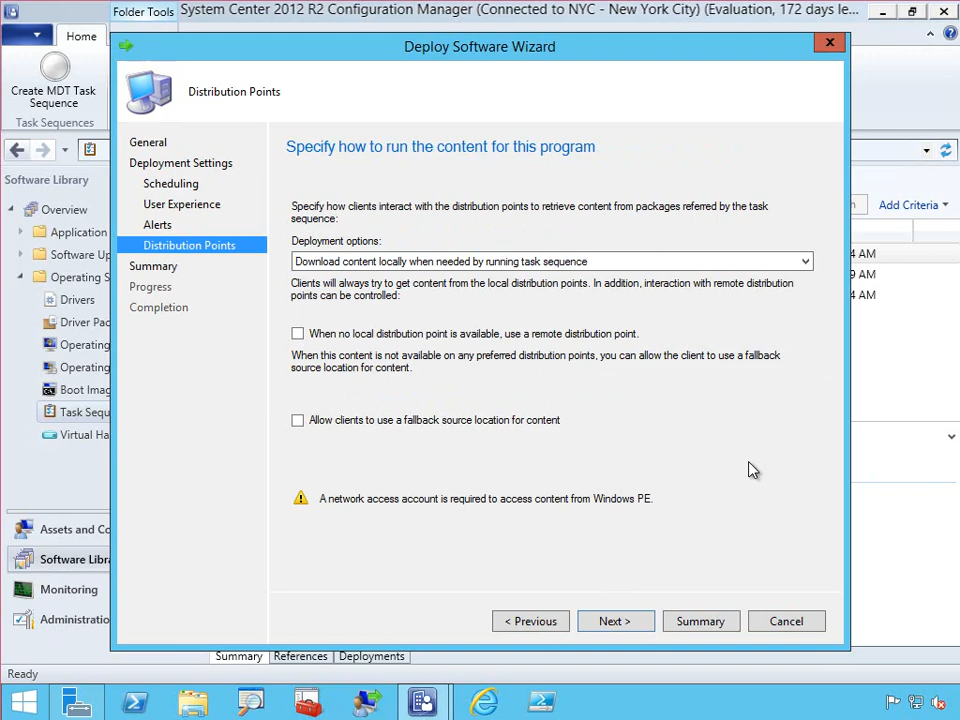 Folder Tools
System Center 2012 R2 Configuration Manager (Connected to NYC - New York City) (Evaluation, 172 days le...
Home
Create MDT Task
Sequence
Task Sequences
Deploy Software Wizard
Distribution Points
Software Library
Overview
Application
Software Up
Operating S
Drivers
Driver Pac
Operating
Operating
Boot Imag
Task Sequ
Virtual Ha
Assets and Co
Software Libra
Monitoring
Administratio
General
Deployment Settings
Scheduling
User Experience
Alerts
Distribution Points
Summary
Progress
Completion
Specify how to run the content for this program
Specify how clients interact with the distribution points to retrieve content from packages referred by the task
sequence:
Deployment options:
Download content locally when needed by running task sequence
Clients will always try to get content from the local distribution points. In addition, interaction with remote distribution
points can be controlled:
When no local distribution point is available, use a remote distribution point.
When this content is not available on any preferred distribution points, you can allow the client to use a fallback
source location for content.
Allow clients to use a fallback source location for content
A network access account is required to access content from Windows PE.
< Previous
Next >
Summary
Cancel
Add Criteria
4 AM
9 AM
4 AM
Summary
References
Deployments
Ready